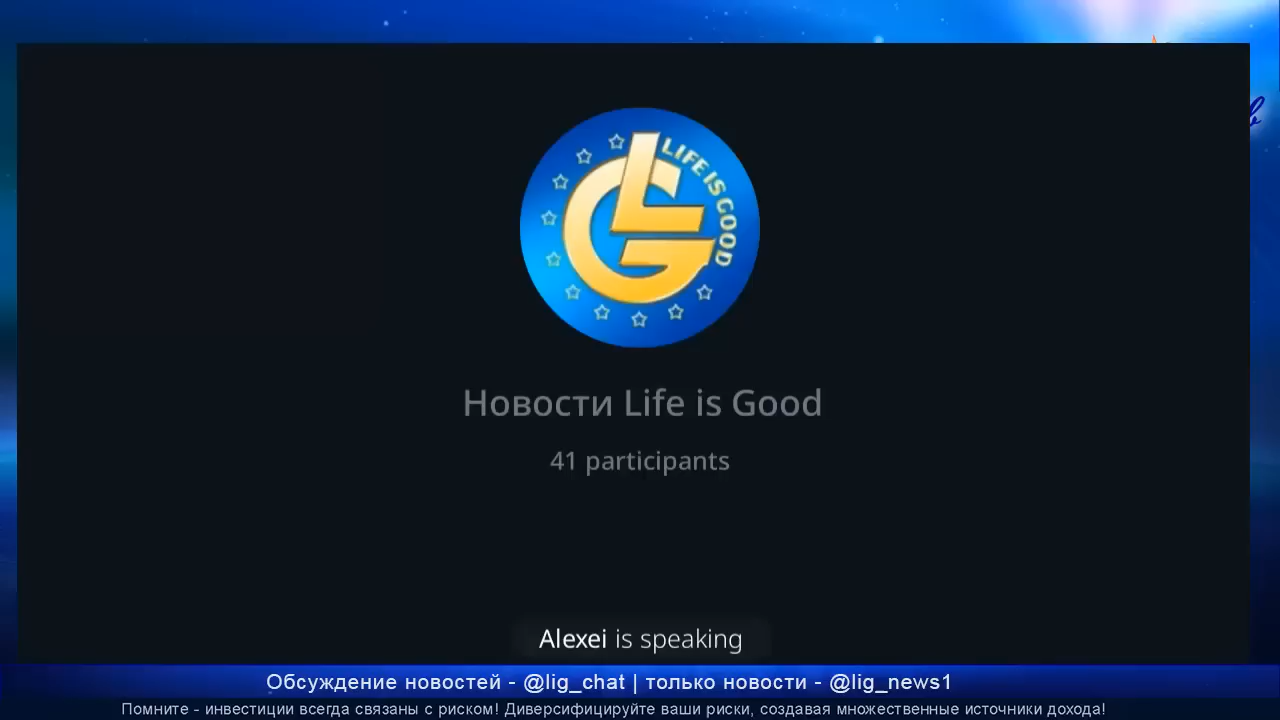 LIFE IS GOOD
Новости Life is Good
41 participants
Alexei is speaking
Обсуждение новостей - @lig_chat | только новости - @lig_news1
Помните - инвестиции всегда связаны с риском! Диверсифицируйте ваши риски, создавая множественные источники дохода!